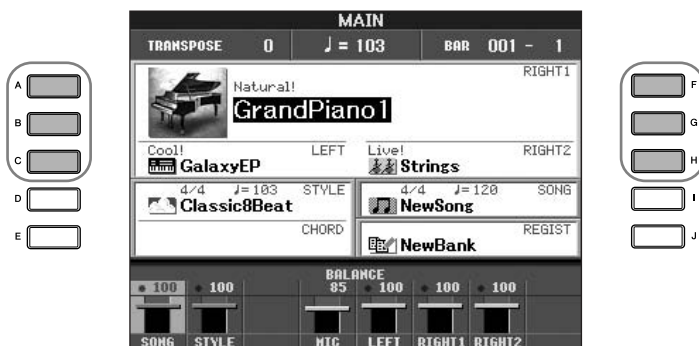 MAIN
TRANSPOSE 0 ♩= 103 BAR 001 - 1
RIGHT1
Natural!
GrandPiano1
Cool! LEFT Live! RIGHT2
GalaxyEP Strings
4/4 ♩=103 STYLE 4/4 ♩=120 SONG
Classic8Beat NewSong
CHORD REGIST
NewBank
BALANCE
100 100 85 100 100 100
SONG STYLE MIC LEFT RIGHT1 RIGHT2
A
B
C
D
E
F
G
H
I
J